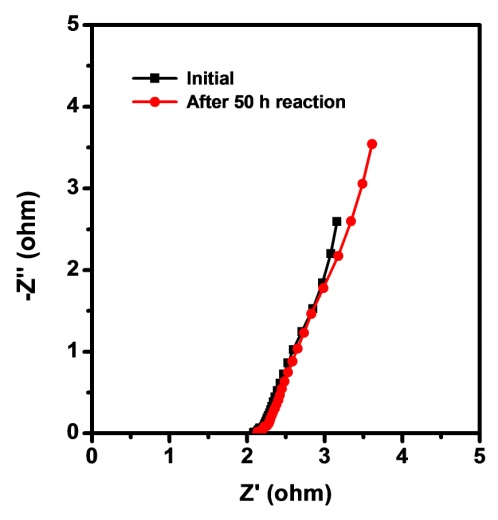 5
4
3
2
1
0
Initial
After 50 h reaction
-Z'' (ohm)
0 1 2 3 4 5
Z' (ohm)